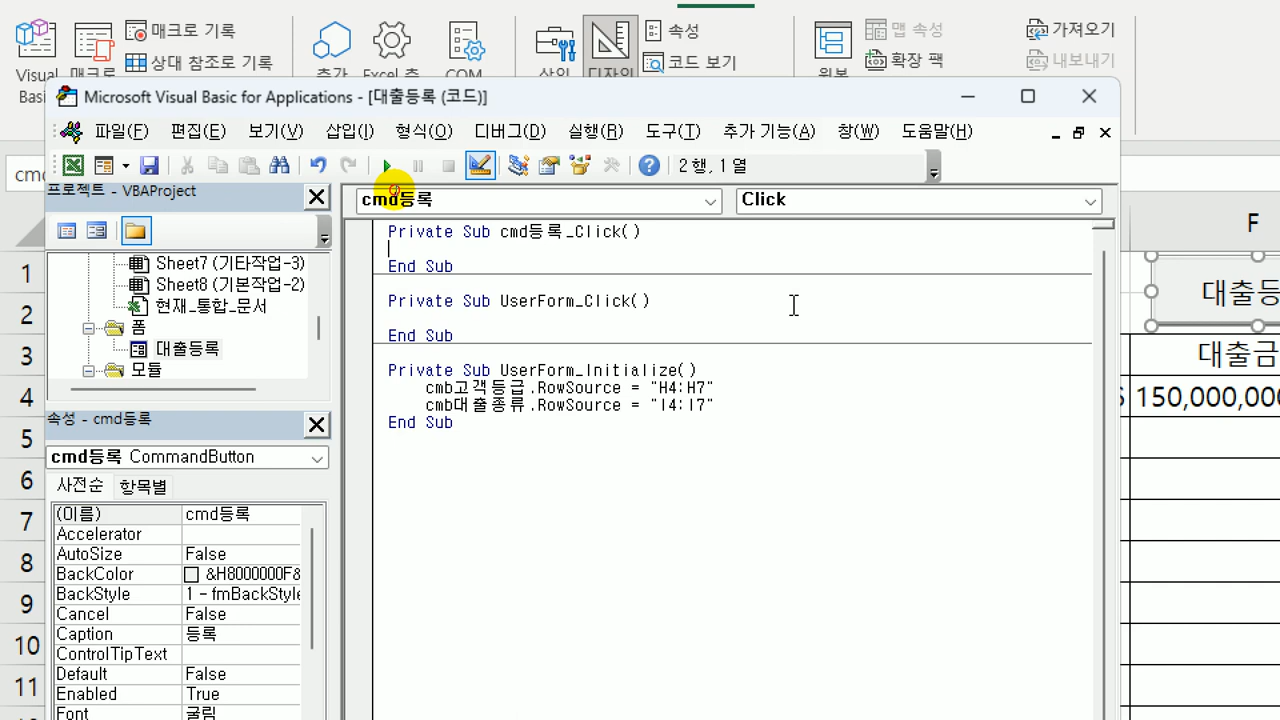 매크로 기록
속성
맵 속성
가져오기
Visual
매크로
상대 참조로 기록
추가
Excel 추
COM
삽입
디자인
코드 보기
원본
확장 팩
내보내기
Microsoft Visual Basic for Applications - [대출등록 (코드)]
파일(F) 편집(E) 보기(V) 삽입(I) 형식(O) 디버그(D) 실행(R) 도구(T) 추가 기능(A) 창(W) 도움말(H)
2 행, 1 열
프로젝트 - VBAProject
cmd등록
Click
Private Sub cmd등록_Click()
End Sub
Private Sub UserForm_Click()
End Sub
Private Sub UserForm_Initialize()
cmb고객등급.RowSource = "H4:H7"
cmb대출종류.RowSource = "I4:I7"
End Sub
Sheet7 (기타작업-3)
Sheet8 (기본작업-2)
현재_통합_문서
폼
대출등록
모듈
속성 - cmd등록
cmd등록 CommandButton
사전순 항목별
(이름) cmd등록
Accelerator
AutoSize False
BackColor &H8000000F&
BackStyle 1 - fmBackStyle
Cancel False
Caption 등록
ControlTipText
Default False
Enabled True
Font 굴림
F
1
2
3
4
5
6
7
8
9
10
11
대출등
대출금
150,000,000